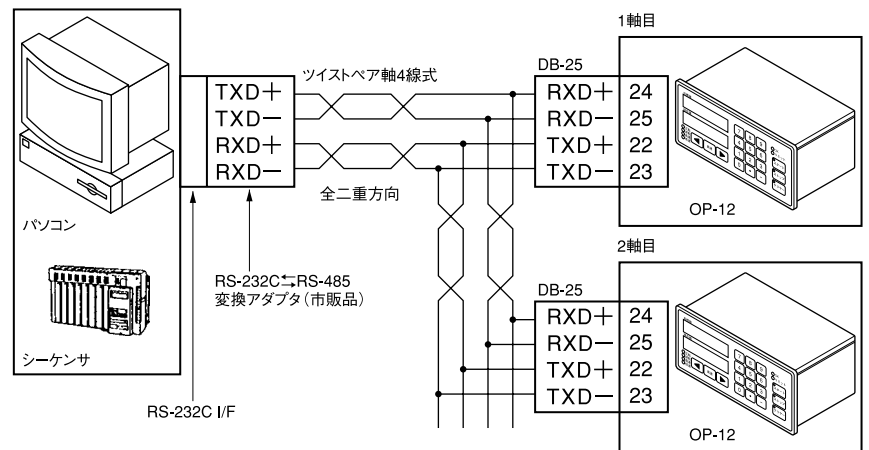 1軸目
ツイストペア軸4線式
DB-25
TXD+
TXD−
RXD+
RXD−
RXD+ 24
RXD− 25
TXD+ 22
TXD− 23
全二重方向
OP-12
パソコン
2軸目
RS-232C⇆RS-485
変換アダプタ(市販品)
DB-25
RXD+ 24
RXD− 25
TXD+ 22
TXD− 23
シーケンサ
RS-232C I/F
OP-12